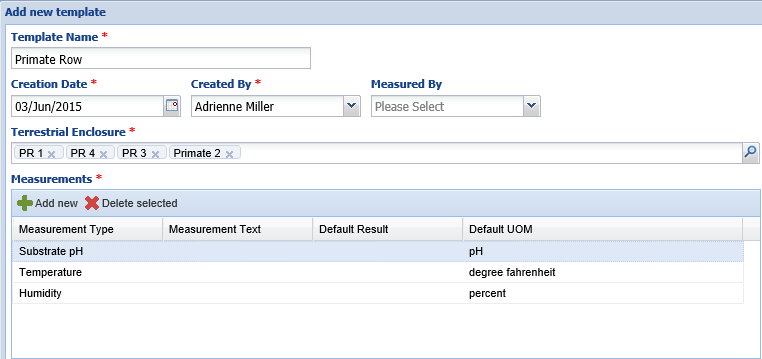 Add new template
Template Name *
Primate Row
Creation Date * Created By * Measured By
03/Jun/2015 Adrienne Miller Please Select
Terrestrial Enclosure *
PR 1 PR 4 PR 3 Primate 2
Measurements *
Add new Delete selected
Measurement Type Measurement Text Default Result Default UOM
Substrate pH pH
Temperature degree fahrenheit
Humidity percent